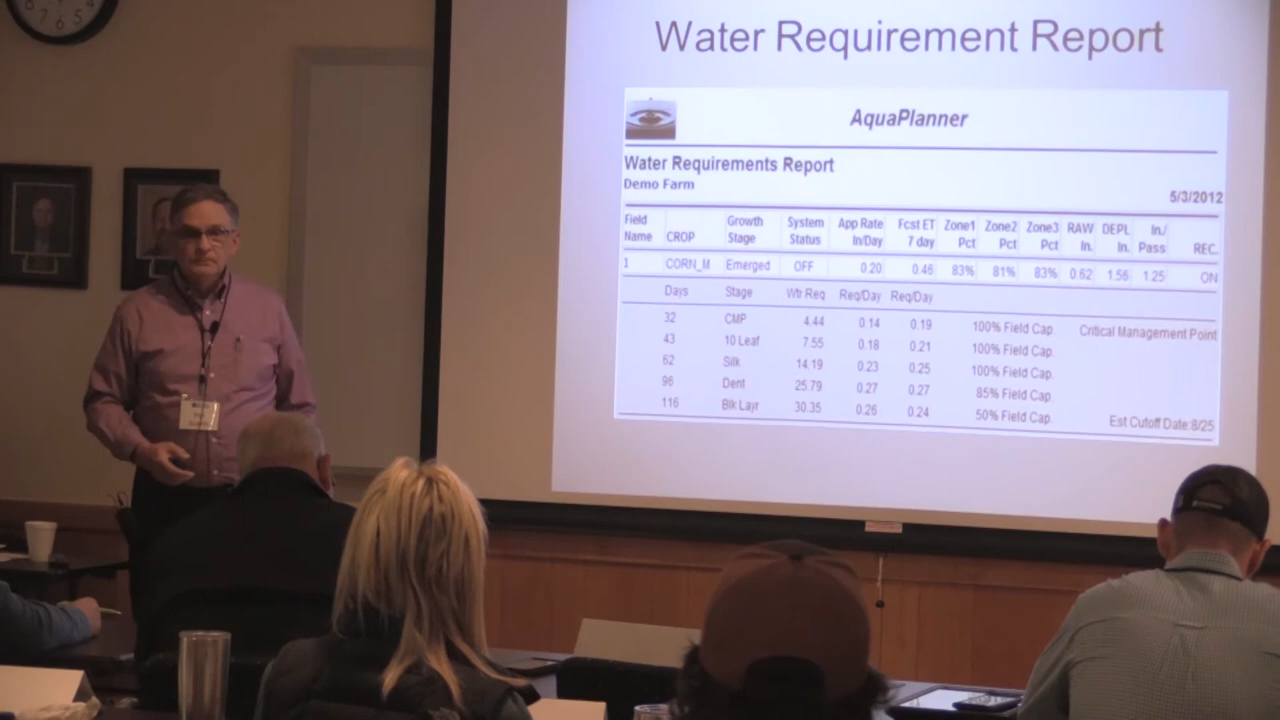 Water Requirement Report
AquaPlanner
Water Requirements Report
Demo Farm
5/3/2012
Field Name CROP Growth Stage System Status App Rate In/Day Fcst ET 7 day Zone1 Pct Zone2 Pct Zone3 Pct RAW In. DEPL In. In/ Pass REC.
1 CORN_M Emerged OFF 0.20 0.46 83% 81% 83% 0.62 1.56 1.25 ON
Days Stage Wtr Req Req/Day Req/Day
32 CMP 4.44 0.14 0.19 100% Field Cap. Critical Management Point
43 10 Leaf 7.55 0.18 0.21 100% Field Cap.
62 Silk 14.19 0.23 0.25 100% Field Cap.
96 Dent 25.79 0.27 0.27 85% Field Cap.
116 Blk Layr 30.35 0.26 0.24 50% Field Cap. Est Cutoff Date:8/25
7 6 5 4